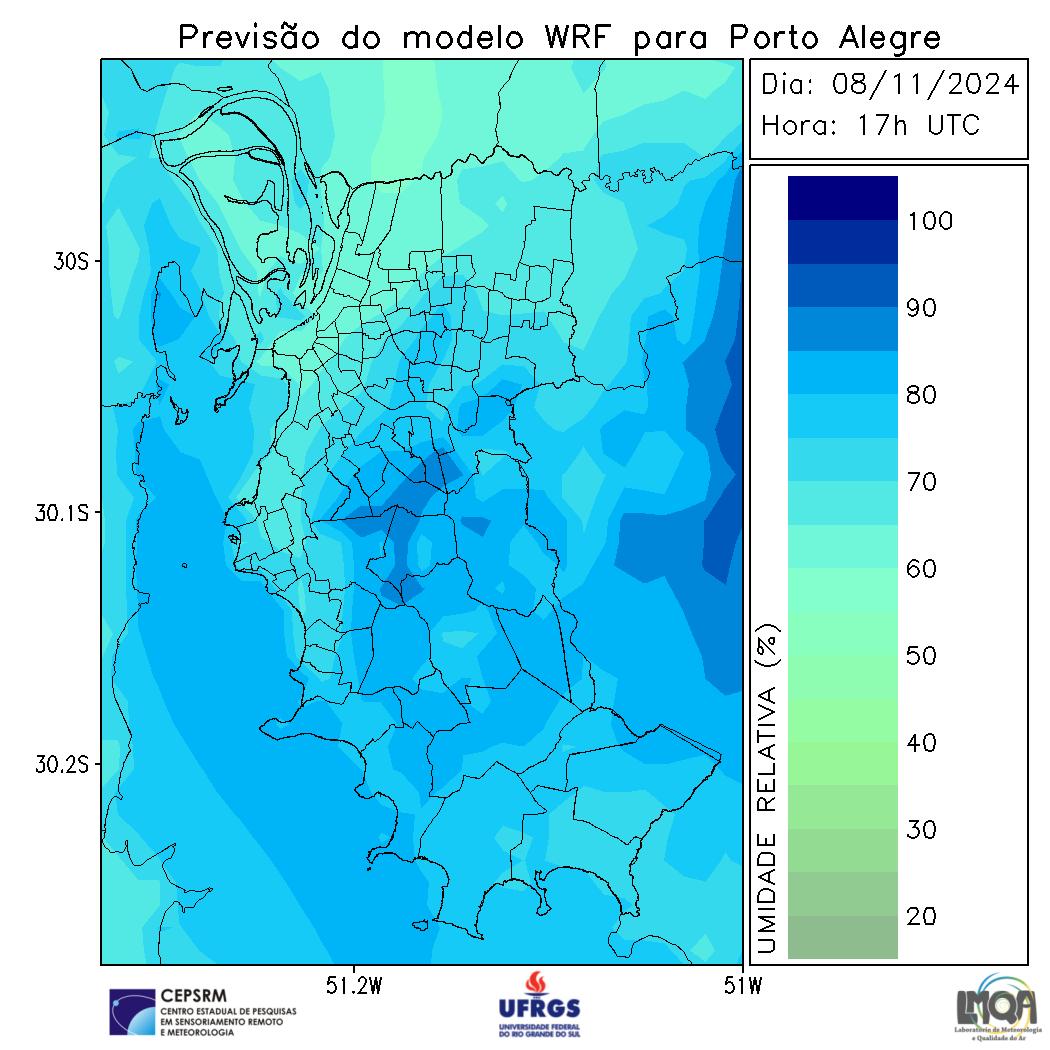 Previsão do modelo WRF para Porto Alegre
Dia: 08/11/2024
Hora: 17h UTC
100
90
80
70
60
50
40
30
20
UMIDADE RELATIVA (%)
30S
30.1S
30.2S
51.2W
51W
CEPSRM
CENTRO ESTADUAL DE PESQUISAS
EM SENSORIAMENTO REMOTO
E METEOROLOGIA
UFRGS
UNIVERSIDADE FEDERAL
DO RIO GRANDE DO SUL
LMQA
Laboratório de Meteorologia
e Qualidade do Ar